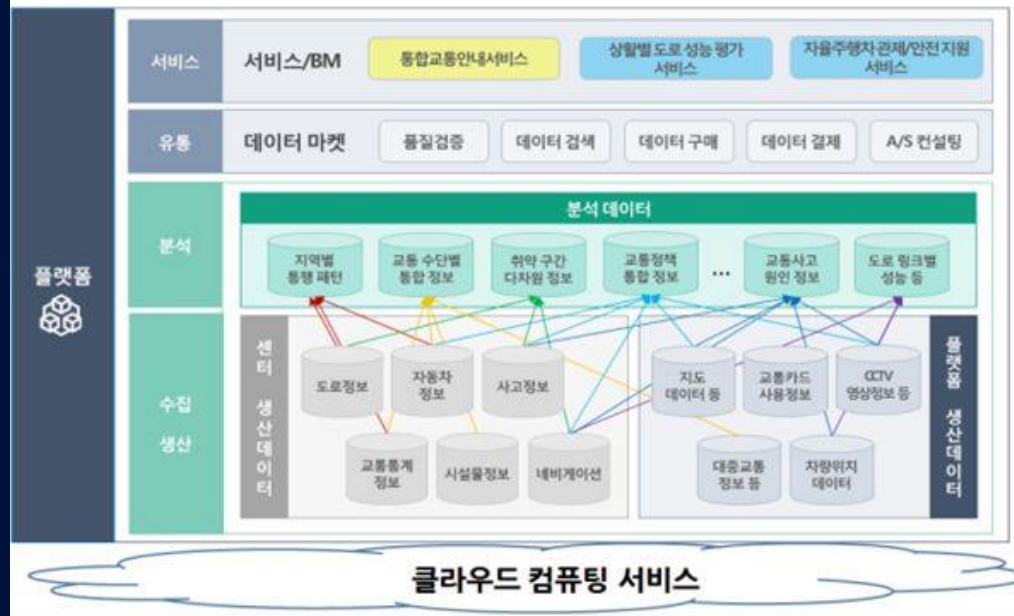 플랫폼
서비스
서비스/BM
통합교통안내서비스
상황별 도로 성능 평가
서비스
자율주행차 관제/안전 지원
서비스
유통
데이터 마켓
품질검증
데이터 검색
데이터 구매
데이터 결제
A/S 컨설팅
분석
분석 데이터
지역별
통행 패턴
교통 수단별
통합 정보
취약 구간
다차원 정보
교통정책
통합 정보
...
교통사고
원인 정보
도로 링크별
성능 등
수집
생산
센터 생산데이터
도로정보
자동차
정보
사고정보
교통통계
정보
시설물정보
네비게이션
지도
데이터 등
교통카드
사용정보
CCTV
영상정보 등
대중교통
정보 등
차량위치
데이터
플랫폼 생산데이터
클라우드 컴퓨팅 서비스